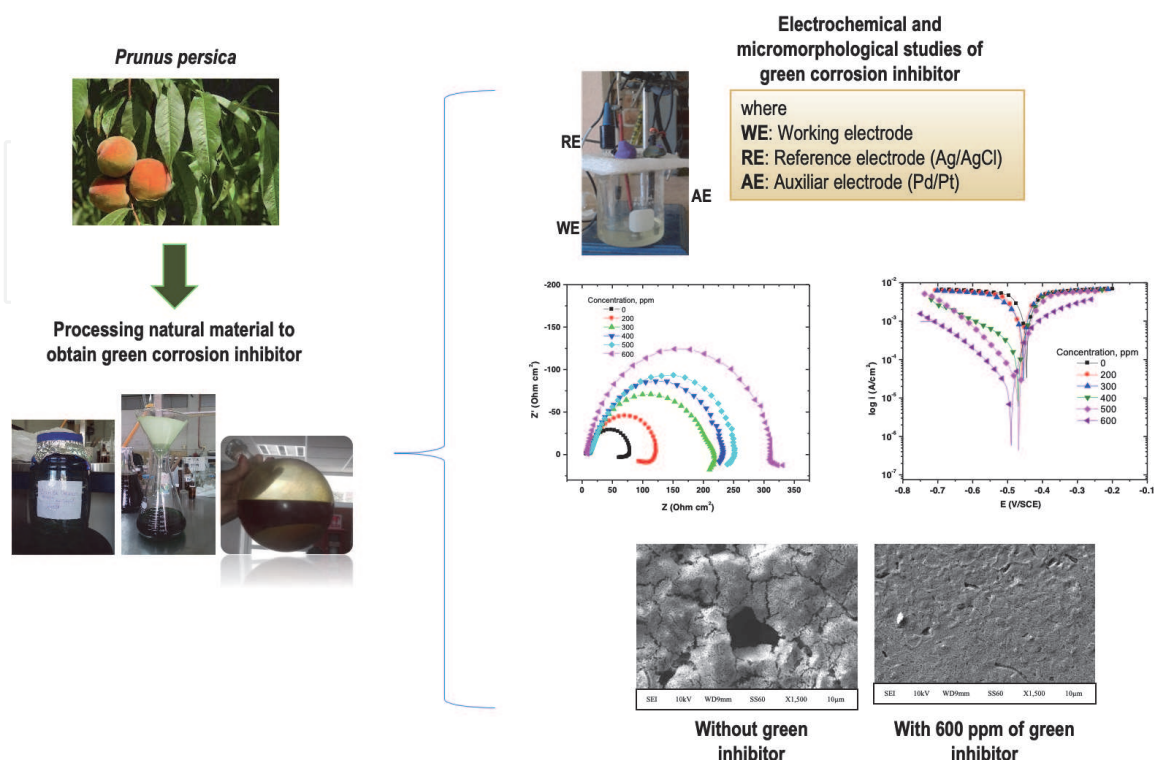 Prunus persica
Processing natural material to
obtain green corrosion inhibitor
Electrochemical and
micromorphological studies of
green corrosion inhibitor
RE
WE
AE
where
WE: Working electrode
RE: Reference electrode (Ag/AgCl)
AE: Auxiliar electrode (Pd/Pt)
-200
-150
-100
-50
0
Z' (Ohm cm²)
Concentration, ppm
0
200
300
400
500
600
0 50 100 150 200 250 300 350
Z (Ohm cm²)
10⁻²
10⁻³
10⁻⁴
10⁻⁵
10⁻⁶
10⁻⁷
log i (A/cm²)
Concentration, ppm
0
200
300
400
500
600
-0.8 -0.7 -0.6 -0.5 -0.4 -0.3 -0.2 -0.1
E (V/SCE)
SEI 10kV WD9mm SS60 X1,500 10µm
Without green
inhibitor
SEI 10kV WD9mm SS60 X1,500 10µm
With 600 ppm of green
inhibitor